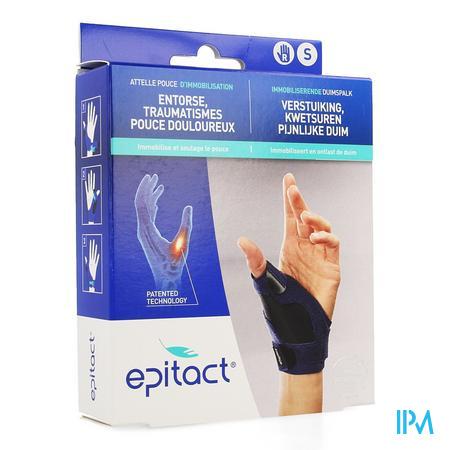 R S
ATTELLE POUCE D'IMMOBILISATION
ENTORSE,
TRAUMATISMES
POUCE DOULOUREUX
Immobilise et soulage le pouce
IMMOBILISERENDE DUIMSPALK
VERSTUIKING,
KWETSUREN
PIJNLIJKE DUIM
Immobiliseert en ontlast de duim
PATENTED
TECHNOLOGY
epitact®
IPM